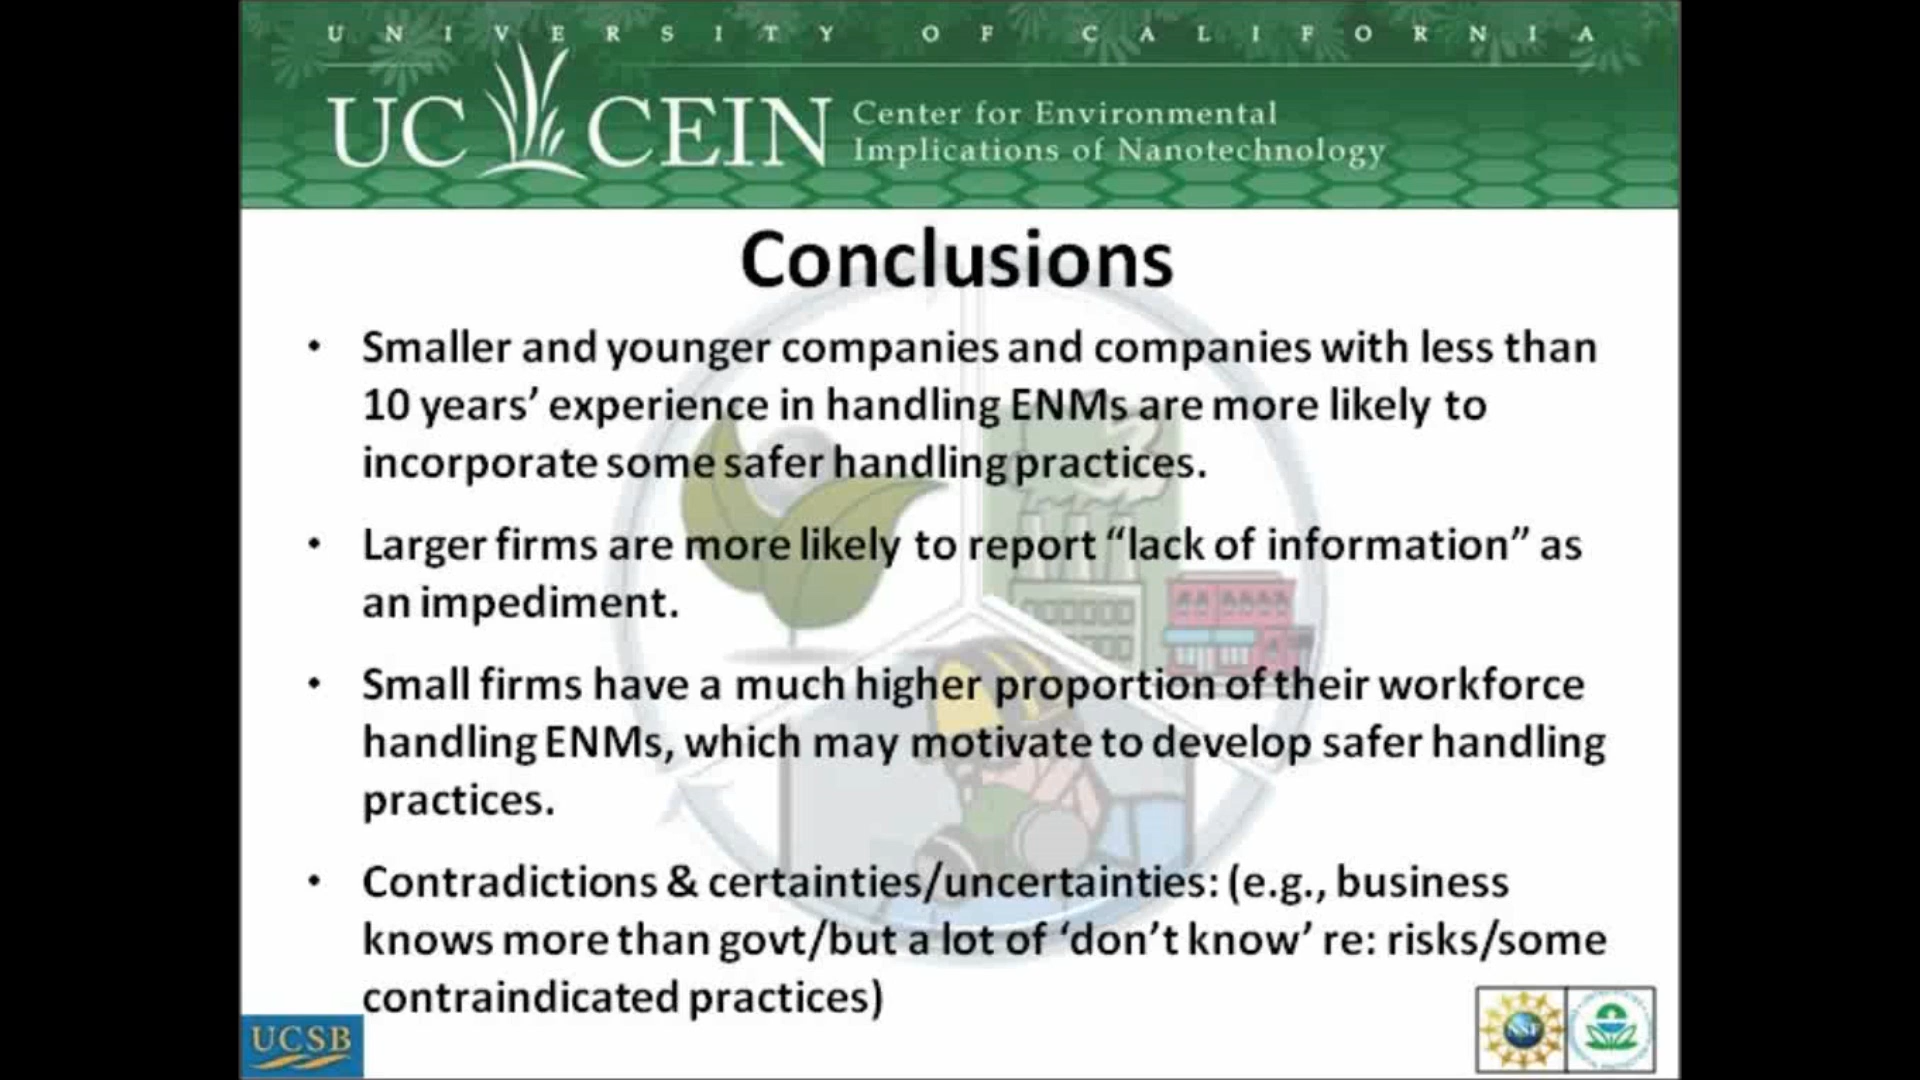 UNIVERSITY OF CALIFORNIA
UC CEIN
Center for Environmental
Implications of Nanotechnology
Conclusions
• Smaller and younger companies and companies with less than
10 years’ experience in handling ENMs are more likely to
incorporate some safer handling practices.
• Larger firms are more likely to report “lack of information” as
an impediment.
• Small firms have a much higher proportion of their workforce
handling ENMs, which may motivate to develop safer handling
practices.
• Contradictions & certainties/uncertainties: (e.g., business
knows more than govt/but a lot of ‘don’t know’ re: risks/some
contraindicated practices)
UCSB
NSF